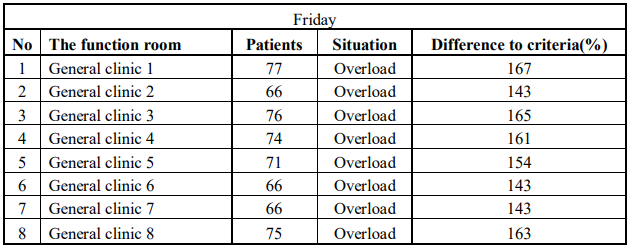 Friday
No The function room Patients Situation Difference to criteria(%)
1 General clinic 1 77 Overload 167
2 General clinic 2 66 Overload 143
3 General clinic 3 76 Overload 165
4 General clinic 4 74 Overload 161
5 General clinic 5 71 Overload 154
6 General clinic 6 66 Overload 143
7 General clinic 7 66 Overload 143
8 General clinic 8 75 Overload 163